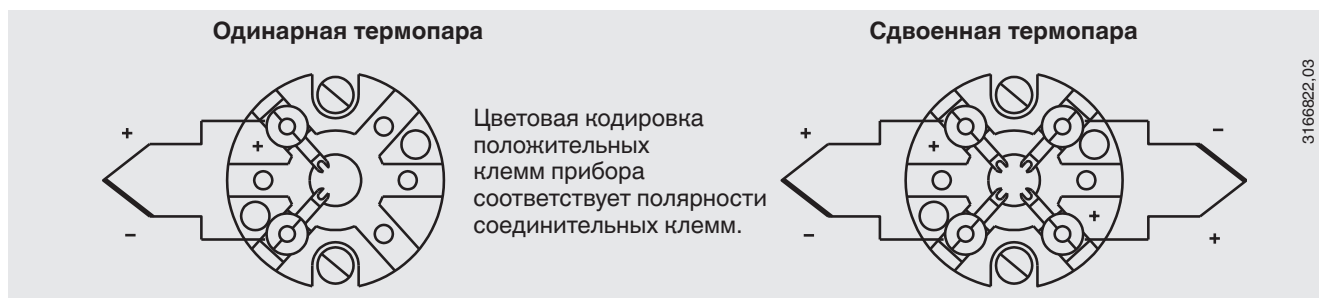 Одинарная термопара
Сдвоенная термопара
+
+
−
Цветовая кодировка
положительных
клемм прибора
соответствует полярности
соединительных клемм.
+
+
−
−
+
+
3166822,03